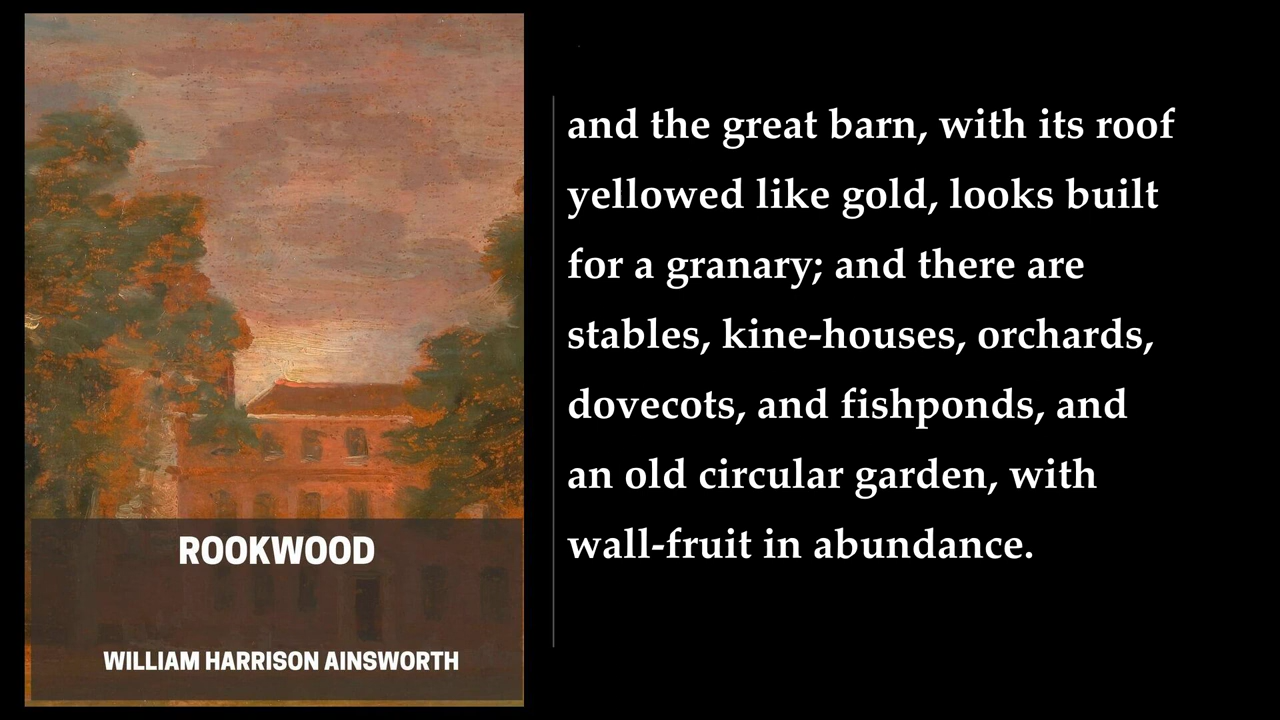 ROOKWOOD
WILLIAM HARRISON AINSWORTH
and the great barn, with its roof
yellowed like gold, looks built
for a granary; and there are
stables, kine-houses, orchards,
dovecots, and fishponds, and
an old circular garden, with
wall-fruit in abundance.